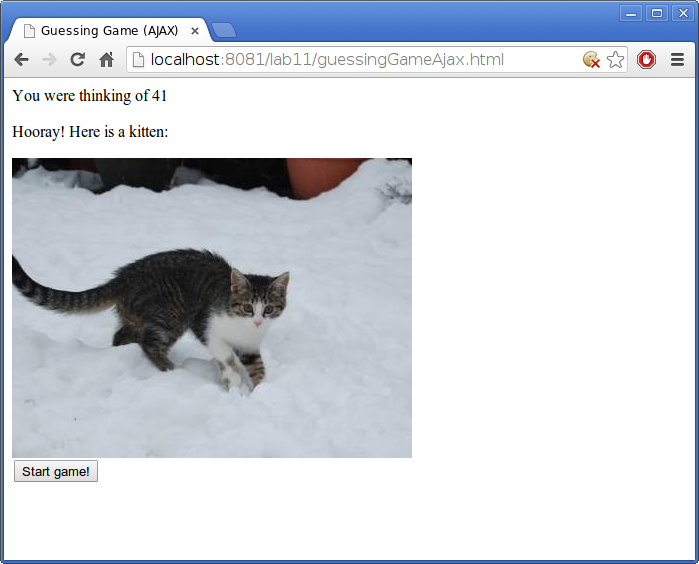 Guessing Game (AJAX)
localhost:8081/lab11/guessingGameAjax.html
You were thinking of 41
Hooray! Here is a kitten:
Start game!